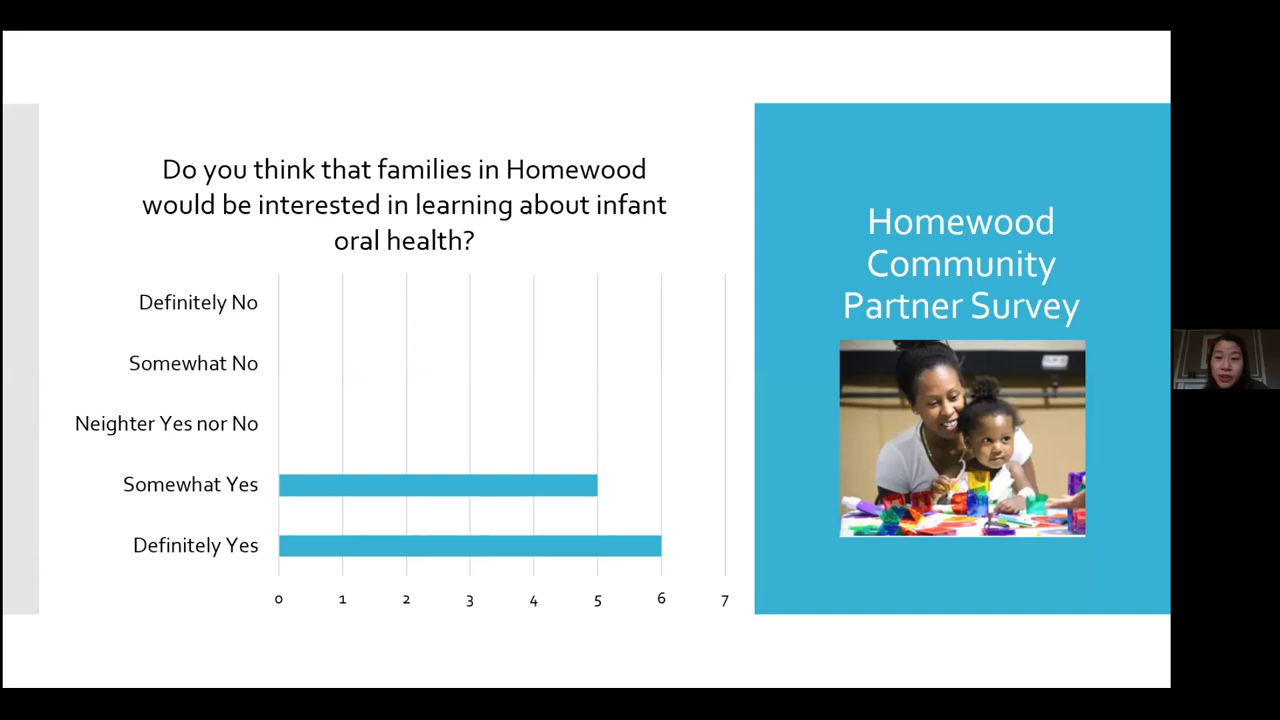 Do you think that families in Homewood
would be interested in learning about infant
oral health?
Definitely No
Somewhat No
Neighter Yes nor No
Somewhat Yes
Definitely Yes
0 1 2 3 4 5 6 7
Homewood
Community
Partner Survey